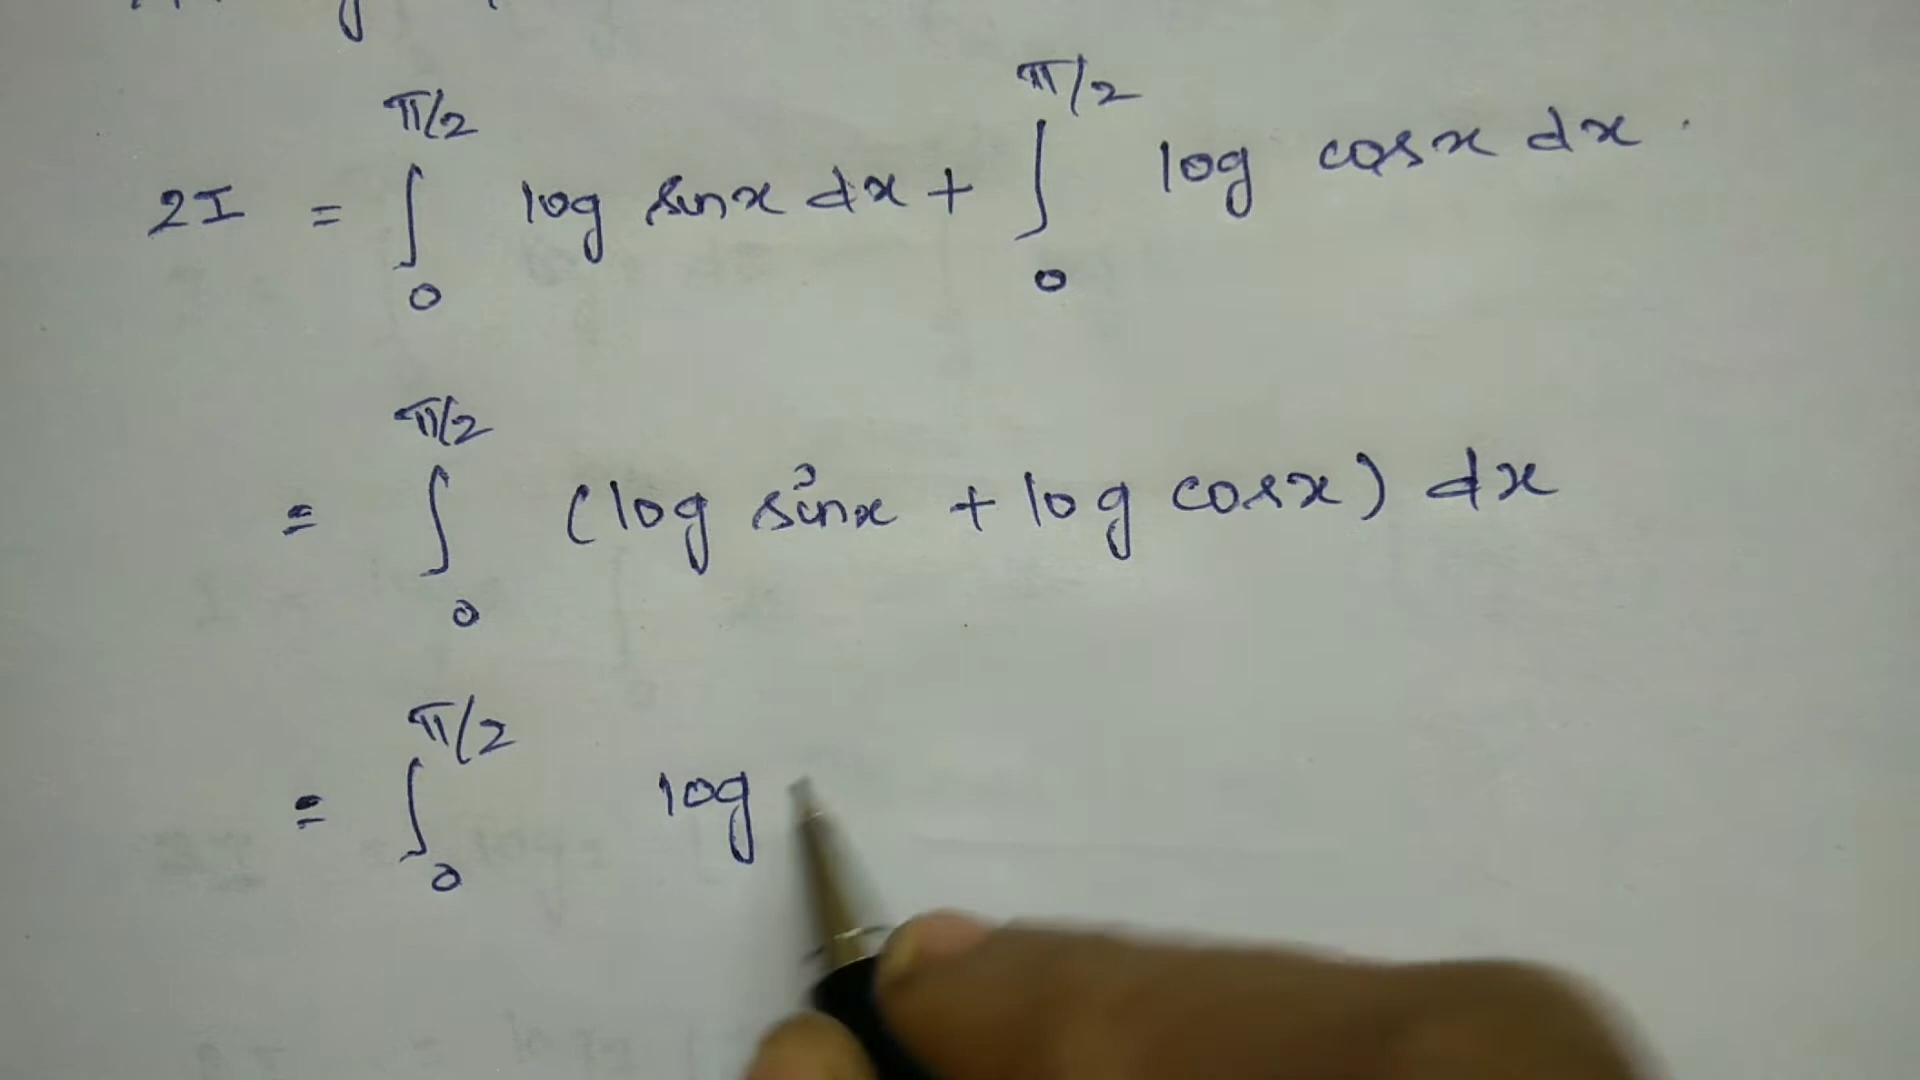 2I = ∫₀^{π/2} log sinx dx + ∫₀^{π/2} log cosx dx.
= ∫₀^{π/2} (log sinx + log cosx) dx
= ∫₀^{π/2} log